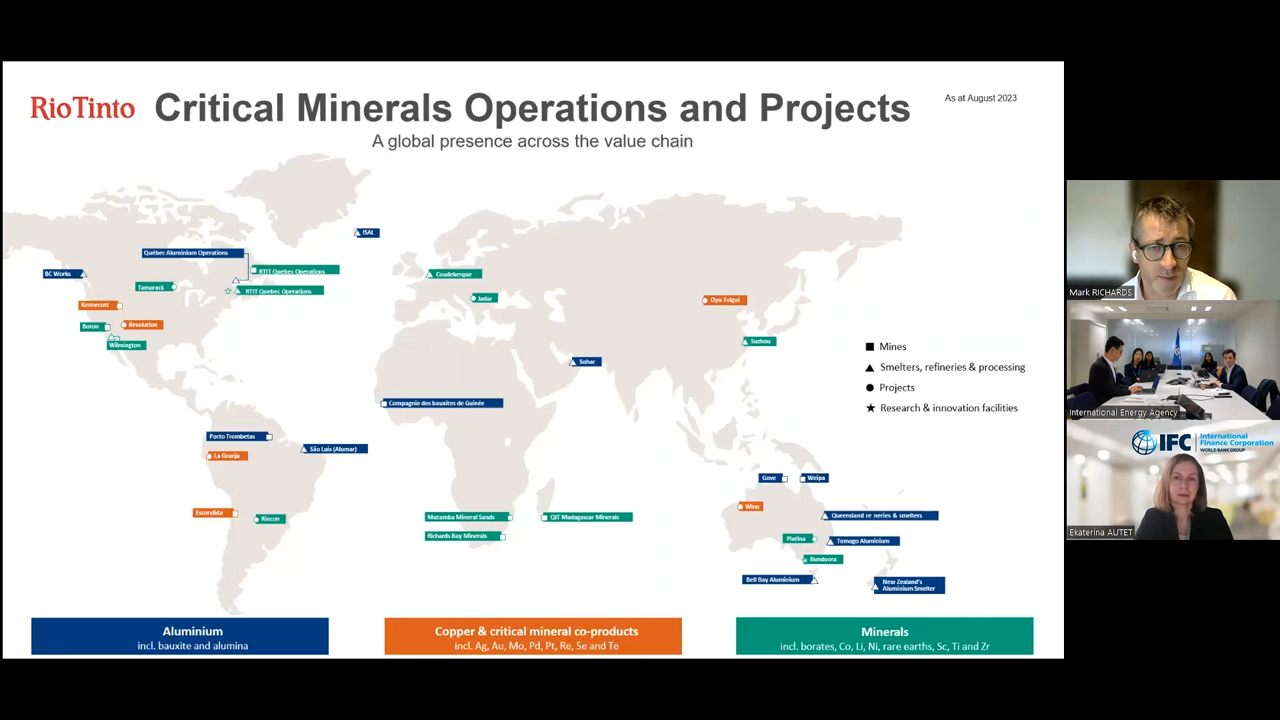 RioTinto
Critical Minerals Operations and Projects
As at August 2023
A global presence across the value chain
ISAL
Québec Aluminium Operations
BC Works
RTIT Quebec Operations
Coudekerque
Tamarack
RTIT Quebec Operations
Jadar
Oyu Tolgoi
Kennecott
Boron
Resolution
Wilmington
Suzhou
Mines
Sohar
Smelters, refineries & processing
Projects
Compagnie des bauxites de Guinée
Research & innovation facilities
Porto Trombetas
São Luis (Alumar)
La Granja
Gove
Weipa
Winu
Escondida
Rincon
Mutamba Mineral Sands
QIT Madagascar Minerals
Queensland re neries & smelters
Richards Bay Minerals
Platina
Tomago Aluminium
Bundoora
Bell Bay Aluminium
New Zealand's
Aluminium Smelter
Aluminium
incl. bauxite and alumina
Copper & critical mineral co-products
incl. Ag, Au, Mo, Pd, Pt, Re, Se and Te
Minerals
incl. borates, Co, Li, Ni, rare earths, Sc, Ti and Zr
Mark RICHARDS
International Energy Agency
IFC
International
Finance Corporation
WORLD BANK GROUP
Ekaterina AUTET